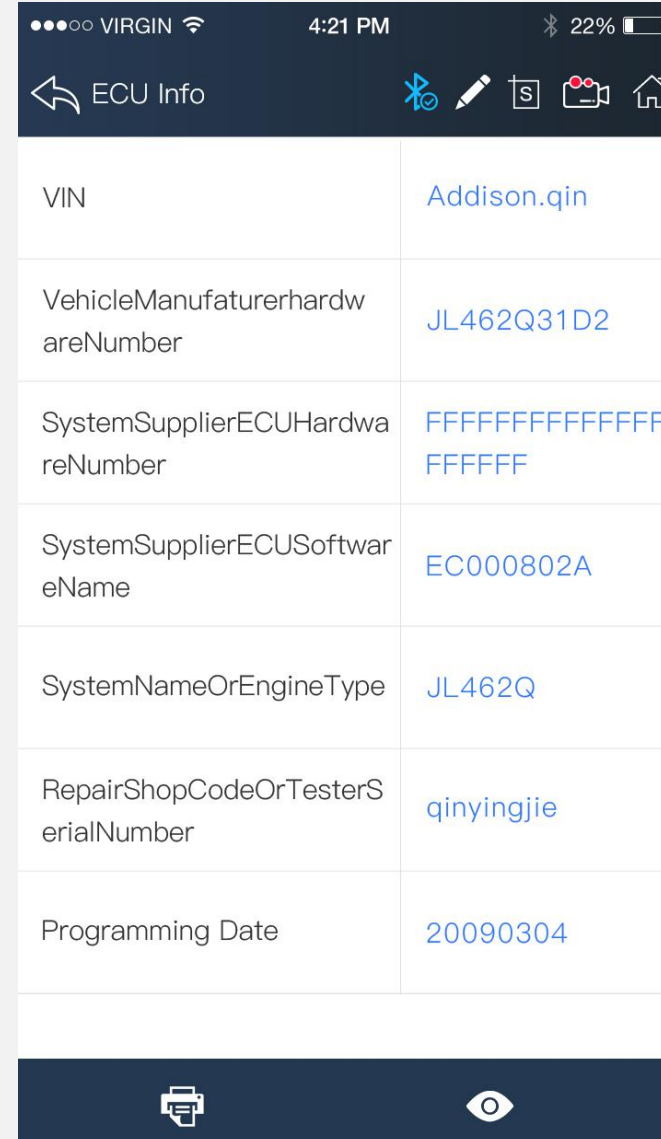 VIRGIN 4:21 PM 22%
ECU Info S
VIN Addison.qin
VehicleManufaturerhardw
areNumber
JL462Q31D2
SystemSupplierECUHardwa
reNumber
FFFFFFFFFFFFFF
FFFFFF
SystemSupplierECUSoftwar
eName
EC000802A
SystemNameOrEngineType JL462Q
RepairShopCodeOrTesterS
erialNumber
qinyingjie
Programming Date 20090304